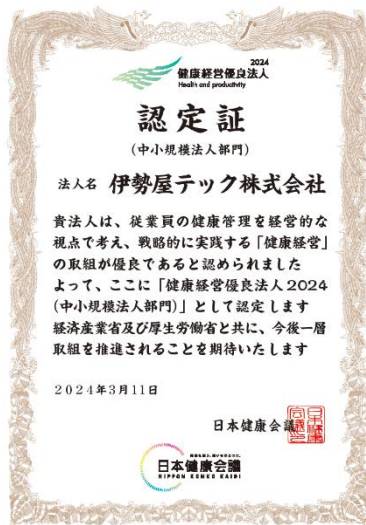 2024
健康経営優良法人
Health and productivity
認定証
(中小規模法人部門)
法人名 伊勢屋テック株式会社
貴法人は、従業員の健康管理を経営的な
視点で考え、戦略的に実践する「健康経営」
の取組が優良であると認められました
よって、ここに「健康経営優良法人2024
(中小規模法人部門)」として認定します
経済産業省及び厚生労働省と共に、今後一層
取組を推進されることを期待いたします
2024年3月11日
日本健康会議
日本健康会議
NIPPON KENKO KAIGI